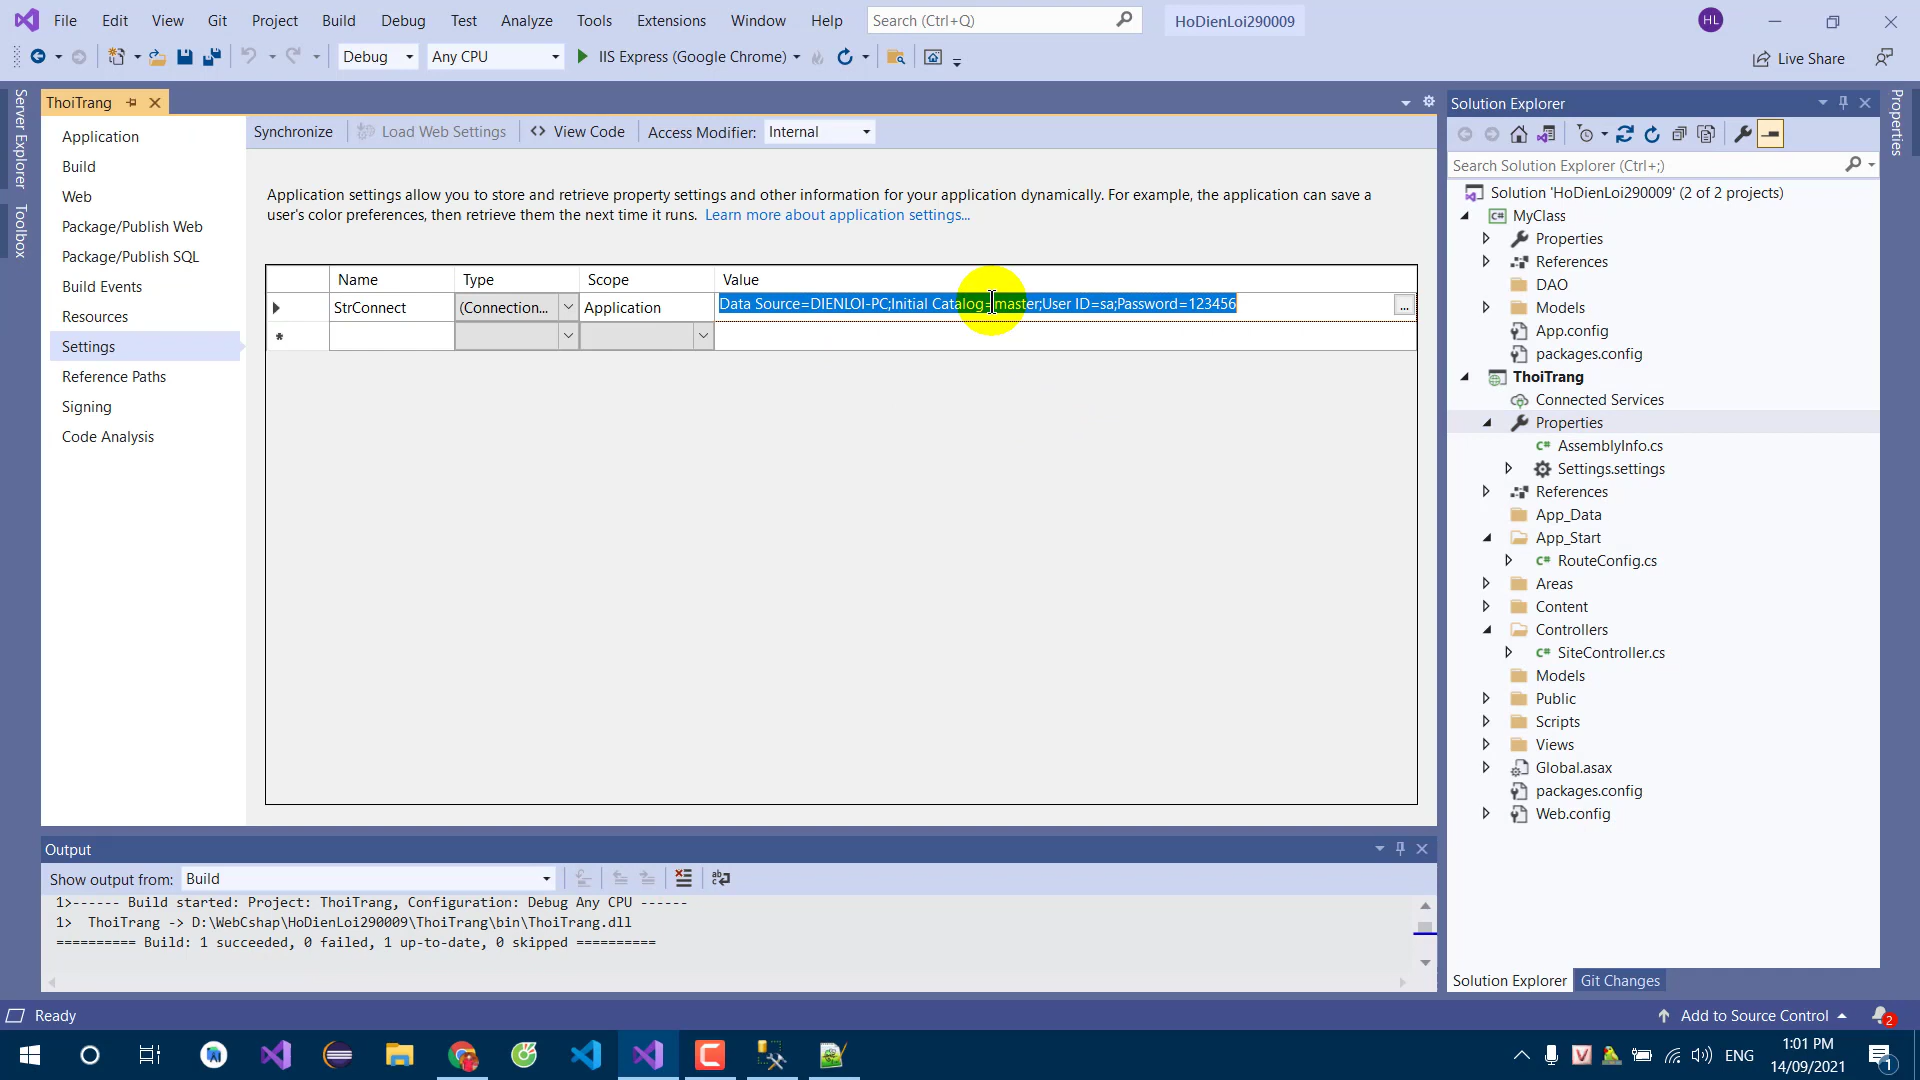 File Edit View Git Project Build Debug Test Analyze Tools Extensions Window Help Search (Ctrl+Q) HoDienLoi290009 HL
Debug Any CPU IIS Express (Google Chrome) Live Share
Server Explorer
Toolbox
ThoiTrang
Application
Build
Web
Package/Publish Web
Package/Publish SQL
Build Events
Resources
Settings
Reference Paths
Signing
Code Analysis
Synchronize Load Web Settings View Code Access Modifier: Internal
Application settings allow you to store and retrieve property settings and other information for your application dynamically. For example, the application can save a
user's color preferences, then retrieve them the next time it runs. Learn more about application settings...
Name Type Scope Value
StrConnect (Connection... Application Data Source=DIENLOI-PC;Initial Catalog=master;User ID=sa;Password=123456 ...
*
Output
Show output from: Build
1>------ Build started: Project: ThoiTrang, Configuration: Debug Any CPU ------
1>  ThoiTrang -> D:\WebCshap\HoDienLoi290009\ThoiTrang\bin\ThoiTrang.dll
========== Build: 1 succeeded, 0 failed, 1 up-to-date, 0 skipped ==========
Solution Explorer
Search Solution Explorer (Ctrl+;)
Solution 'HoDienLoi290009' (2 of 2 projects)
MyClass
Properties
References
DAO
Models
App.config
packages.config
ThoiTrang
Connected Services
Properties
AssemblyInfo.cs
Settings.settings
References
App_Data
App_Start
RouteConfig.cs
Areas
Content
Controllers
SiteController.cs
Models
Public
Scripts
Views
Global.asax
packages.config
Web.config
Solution Explorer Git Changes
Properties
Ready Add to Source Control 2
ENG 1:01 PM
14/09/2021 1